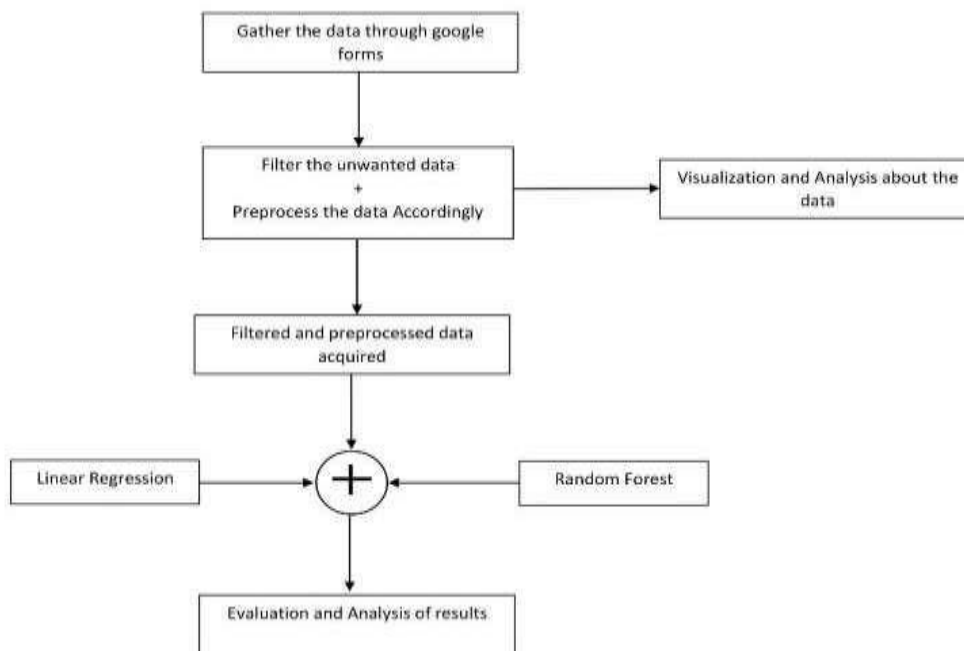 Gather the data through google
forms
Filter the unwanted data
+
Preprocess the data Accordingly
Visualization and Analysis about the
data
Filtered and preprocessed data
acquired
Linear Regression
+
Random Forest
Evaluation and Analysis of results